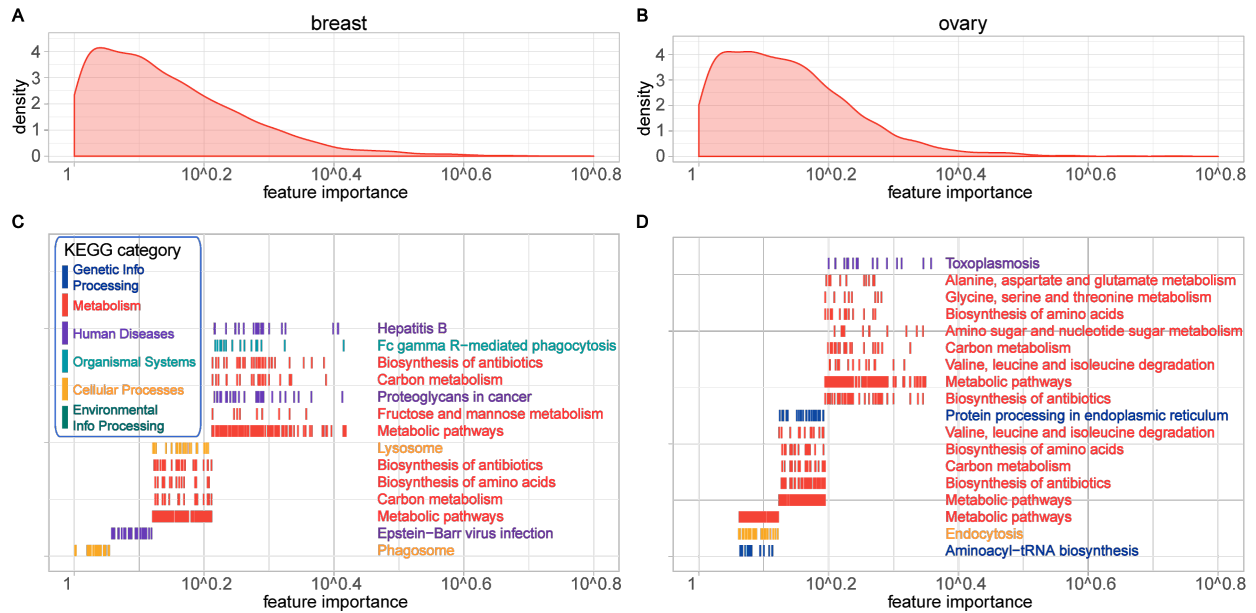 A
breast
density
4
3
2
1
0
1
10^0.2
10^0.4
10^0.6
10^0.8
feature importance
B
ovary
density
4
3
2
1
0
1
10^0.2
10^0.4
10^0.6
10^0.8
feature importance
C
KEGG category
Genetic Info
Processing
Metabolism
Human Diseases
Organismal Systems
Cellular Processes
Environmental
Info Processing
Hepatitis B
Fc gamma R−mediated phagocytosis
Biosynthesis of antibiotics
Carbon metabolism
Proteoglycans in cancer
Fructose and mannose metabolism
Metabolic pathways
Lysosome
Biosynthesis of antibiotics
Biosynthesis of amino acids
Carbon metabolism
Metabolic pathways
Epstein−Barr virus infection
Phagosome
1
10^0.2
10^0.4
10^0.6
10^0.8
feature importance
D
Toxoplasmosis
Alanine, aspartate and glutamate metabolism
Glycine, serine and threonine metabolism
Biosynthesis of amino acids
Amino sugar and nucleotide sugar metabolism
Carbon metabolism
Valine, leucine and isoleucine degradation
Metabolic pathways
Biosynthesis of antibiotics
Protein processing in endoplasmic reticulum
Valine, leucine and isoleucine degradation
Biosynthesis of amino acids
Carbon metabolism
Biosynthesis of antibiotics
Metabolic pathways
Metabolic pathways
Endocytosis
Aminoacyl−tRNA biosynthesis
1
10^0.2
10^0.4
10^0.6
10^0.8
feature importance